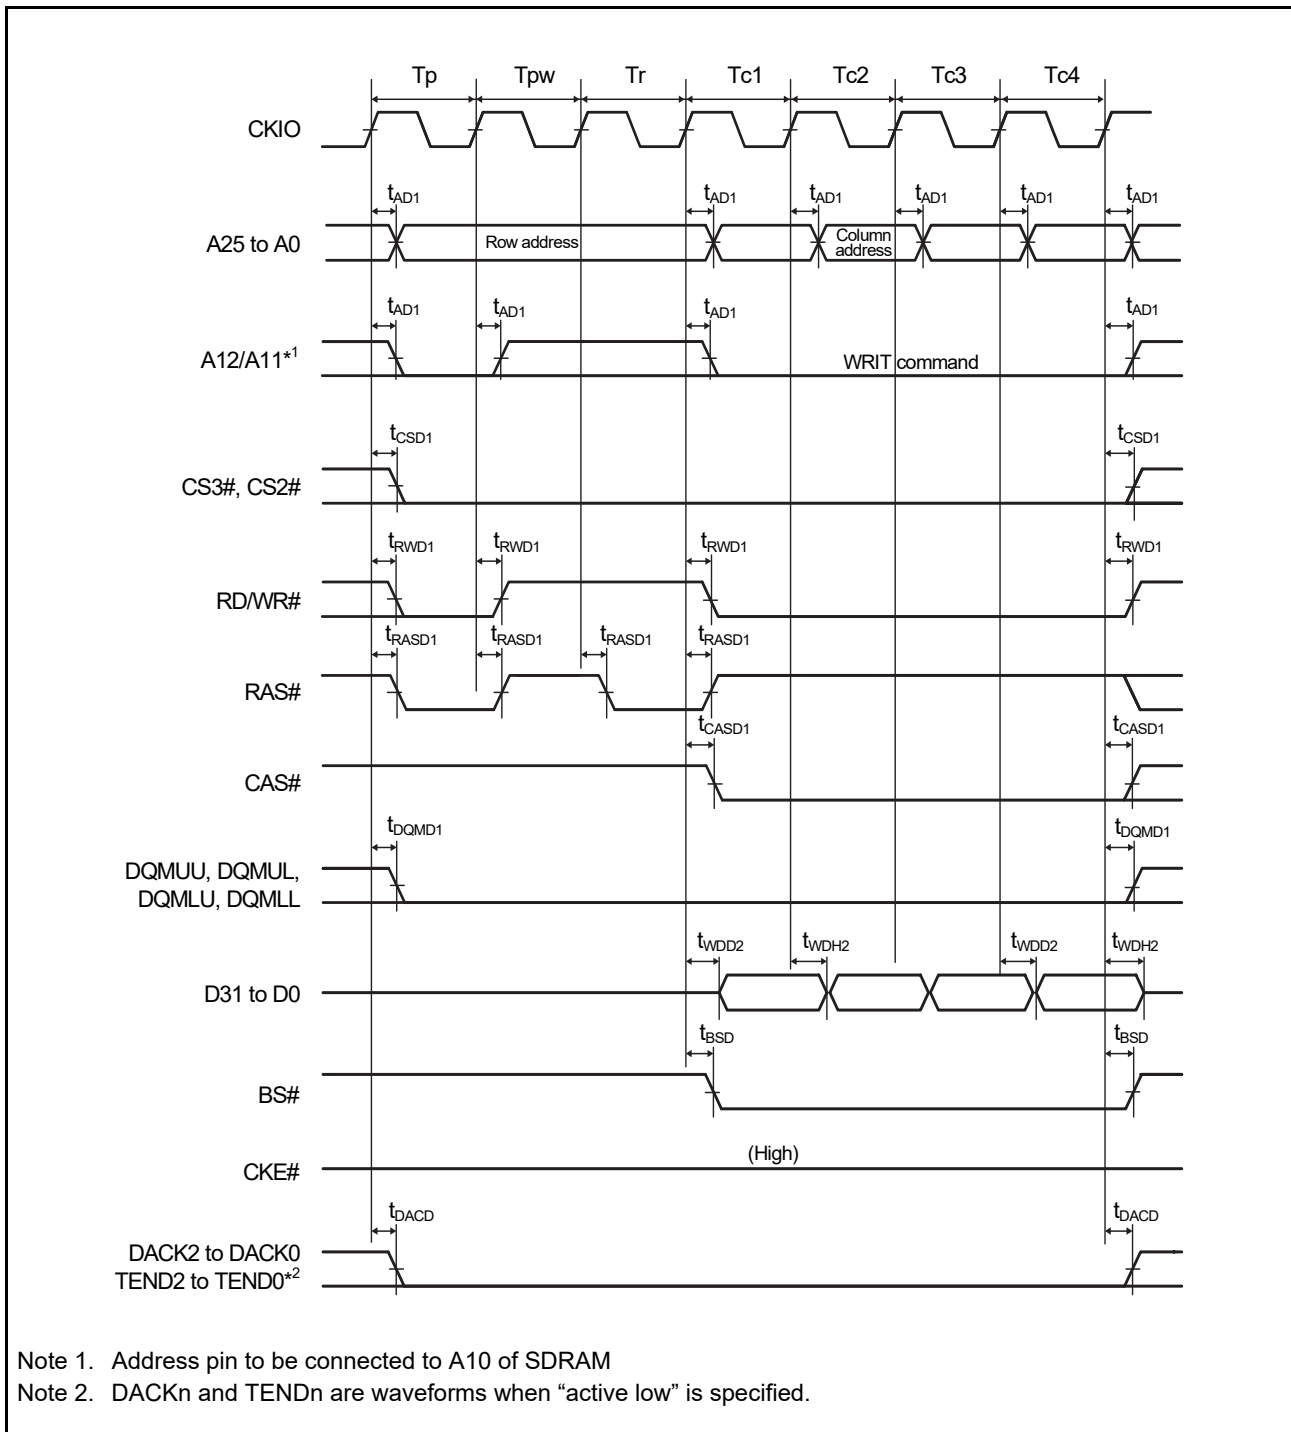 Tp Tpw Tr Tc1 Tc2 Tc3 Tc4
CKIO
tAD1 tAD1 tAD1 tAD1 tAD1 tAD1
A25 to A0
Row address
Column
address
tAD1 tAD1 tAD1 tAD1
A12/A11*1
WRIT command
tCSD1 tCSD1
CS3#, CS2#
tRWD1 tRWD1 tRWD1 tRWD1
RD/WR#
tRASD1 tRASD1 tRASD1 tRASD1
RAS#
tCASD1 tCASD1
CAS#
tDQMD1 tDQMD1
DQMUU, DQMUL,
DQMLU, DQMLL
tWDD2 tWDH2 tWDD2 tWDH2
D31 to D0
tBSD tBSD
BS#
(High)
CKE#
tDACD tDACD
DACK2 to DACK0
TEND2 to TEND0*2
Note 1. Address pin to be connected to A10 of SDRAM
Note 2. DACKn and TENDn are waveforms when “active low” is specified.